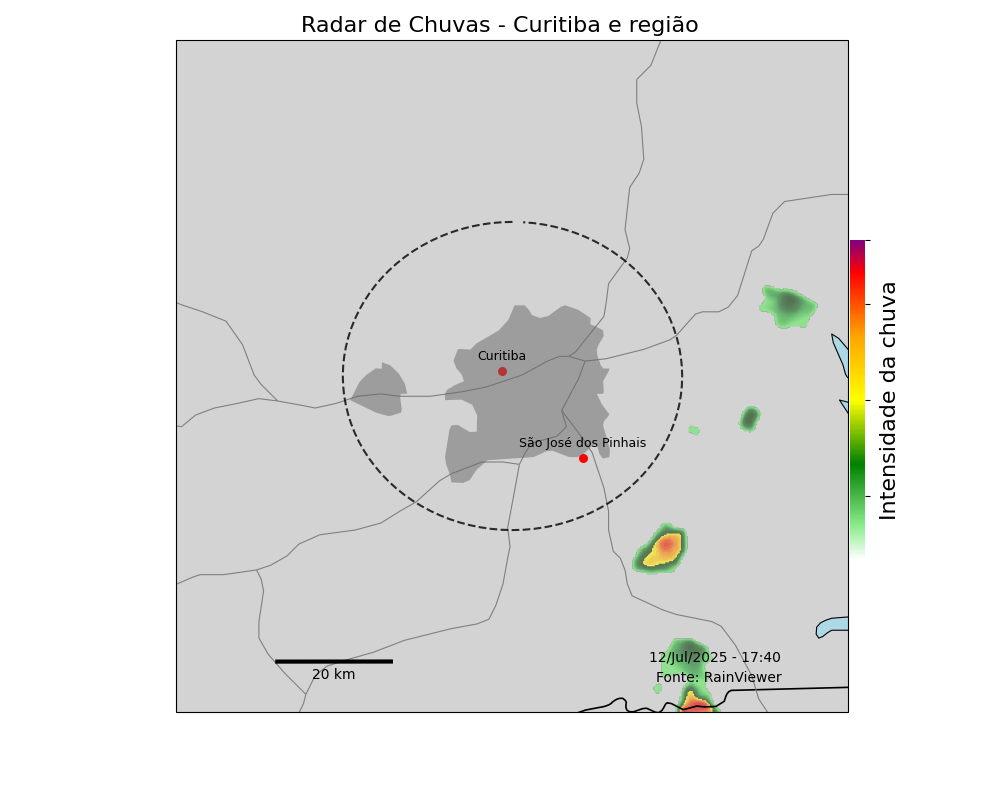 Radar de Chuvas - Curitiba e região
Curitiba
São José dos Pinhais
Intensidade da chuva
12/Jul/2025 - 17:40
20 km
Fonte: RainViewer